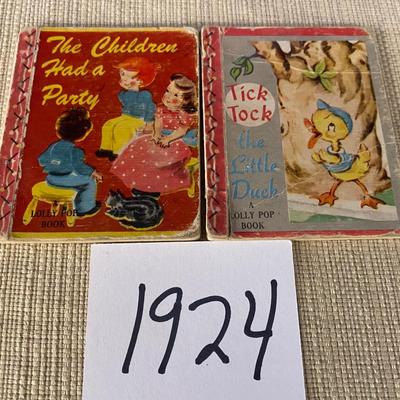 The Children
Had a
Party
A
LOLLY POP
BOOK
Tick
Tock
the
Little
Duck
A
LOLLY POP
BOOK
1924